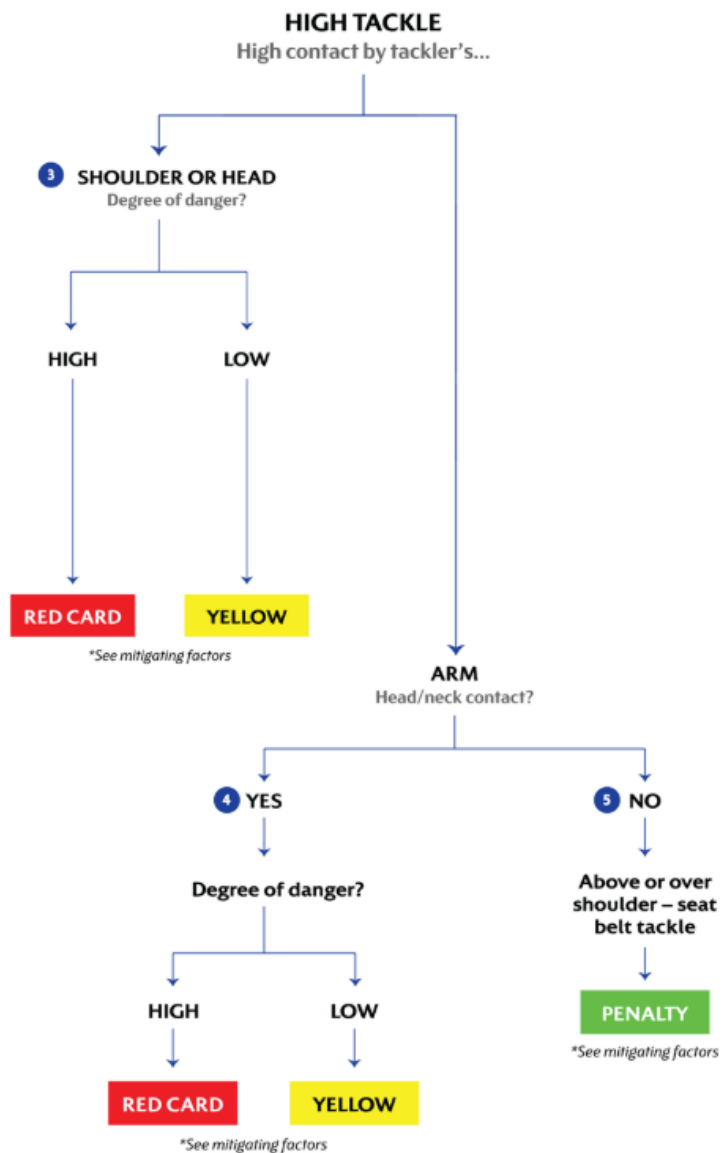 HIGH TACKLE
High contact by tackler's...
3 SHOULDER OR HEAD
Degree of danger?
HIGH
LOW
RED CARD
YELLOW
*See mitigating factors
ARM
Head/neck contact?
4 YES
5 NO
Degree of danger?
Above or over
shoulder – seat
belt tackle
HIGH
LOW
PENALTY
*See mitigating factors
RED CARD
YELLOW
*See mitigating factors